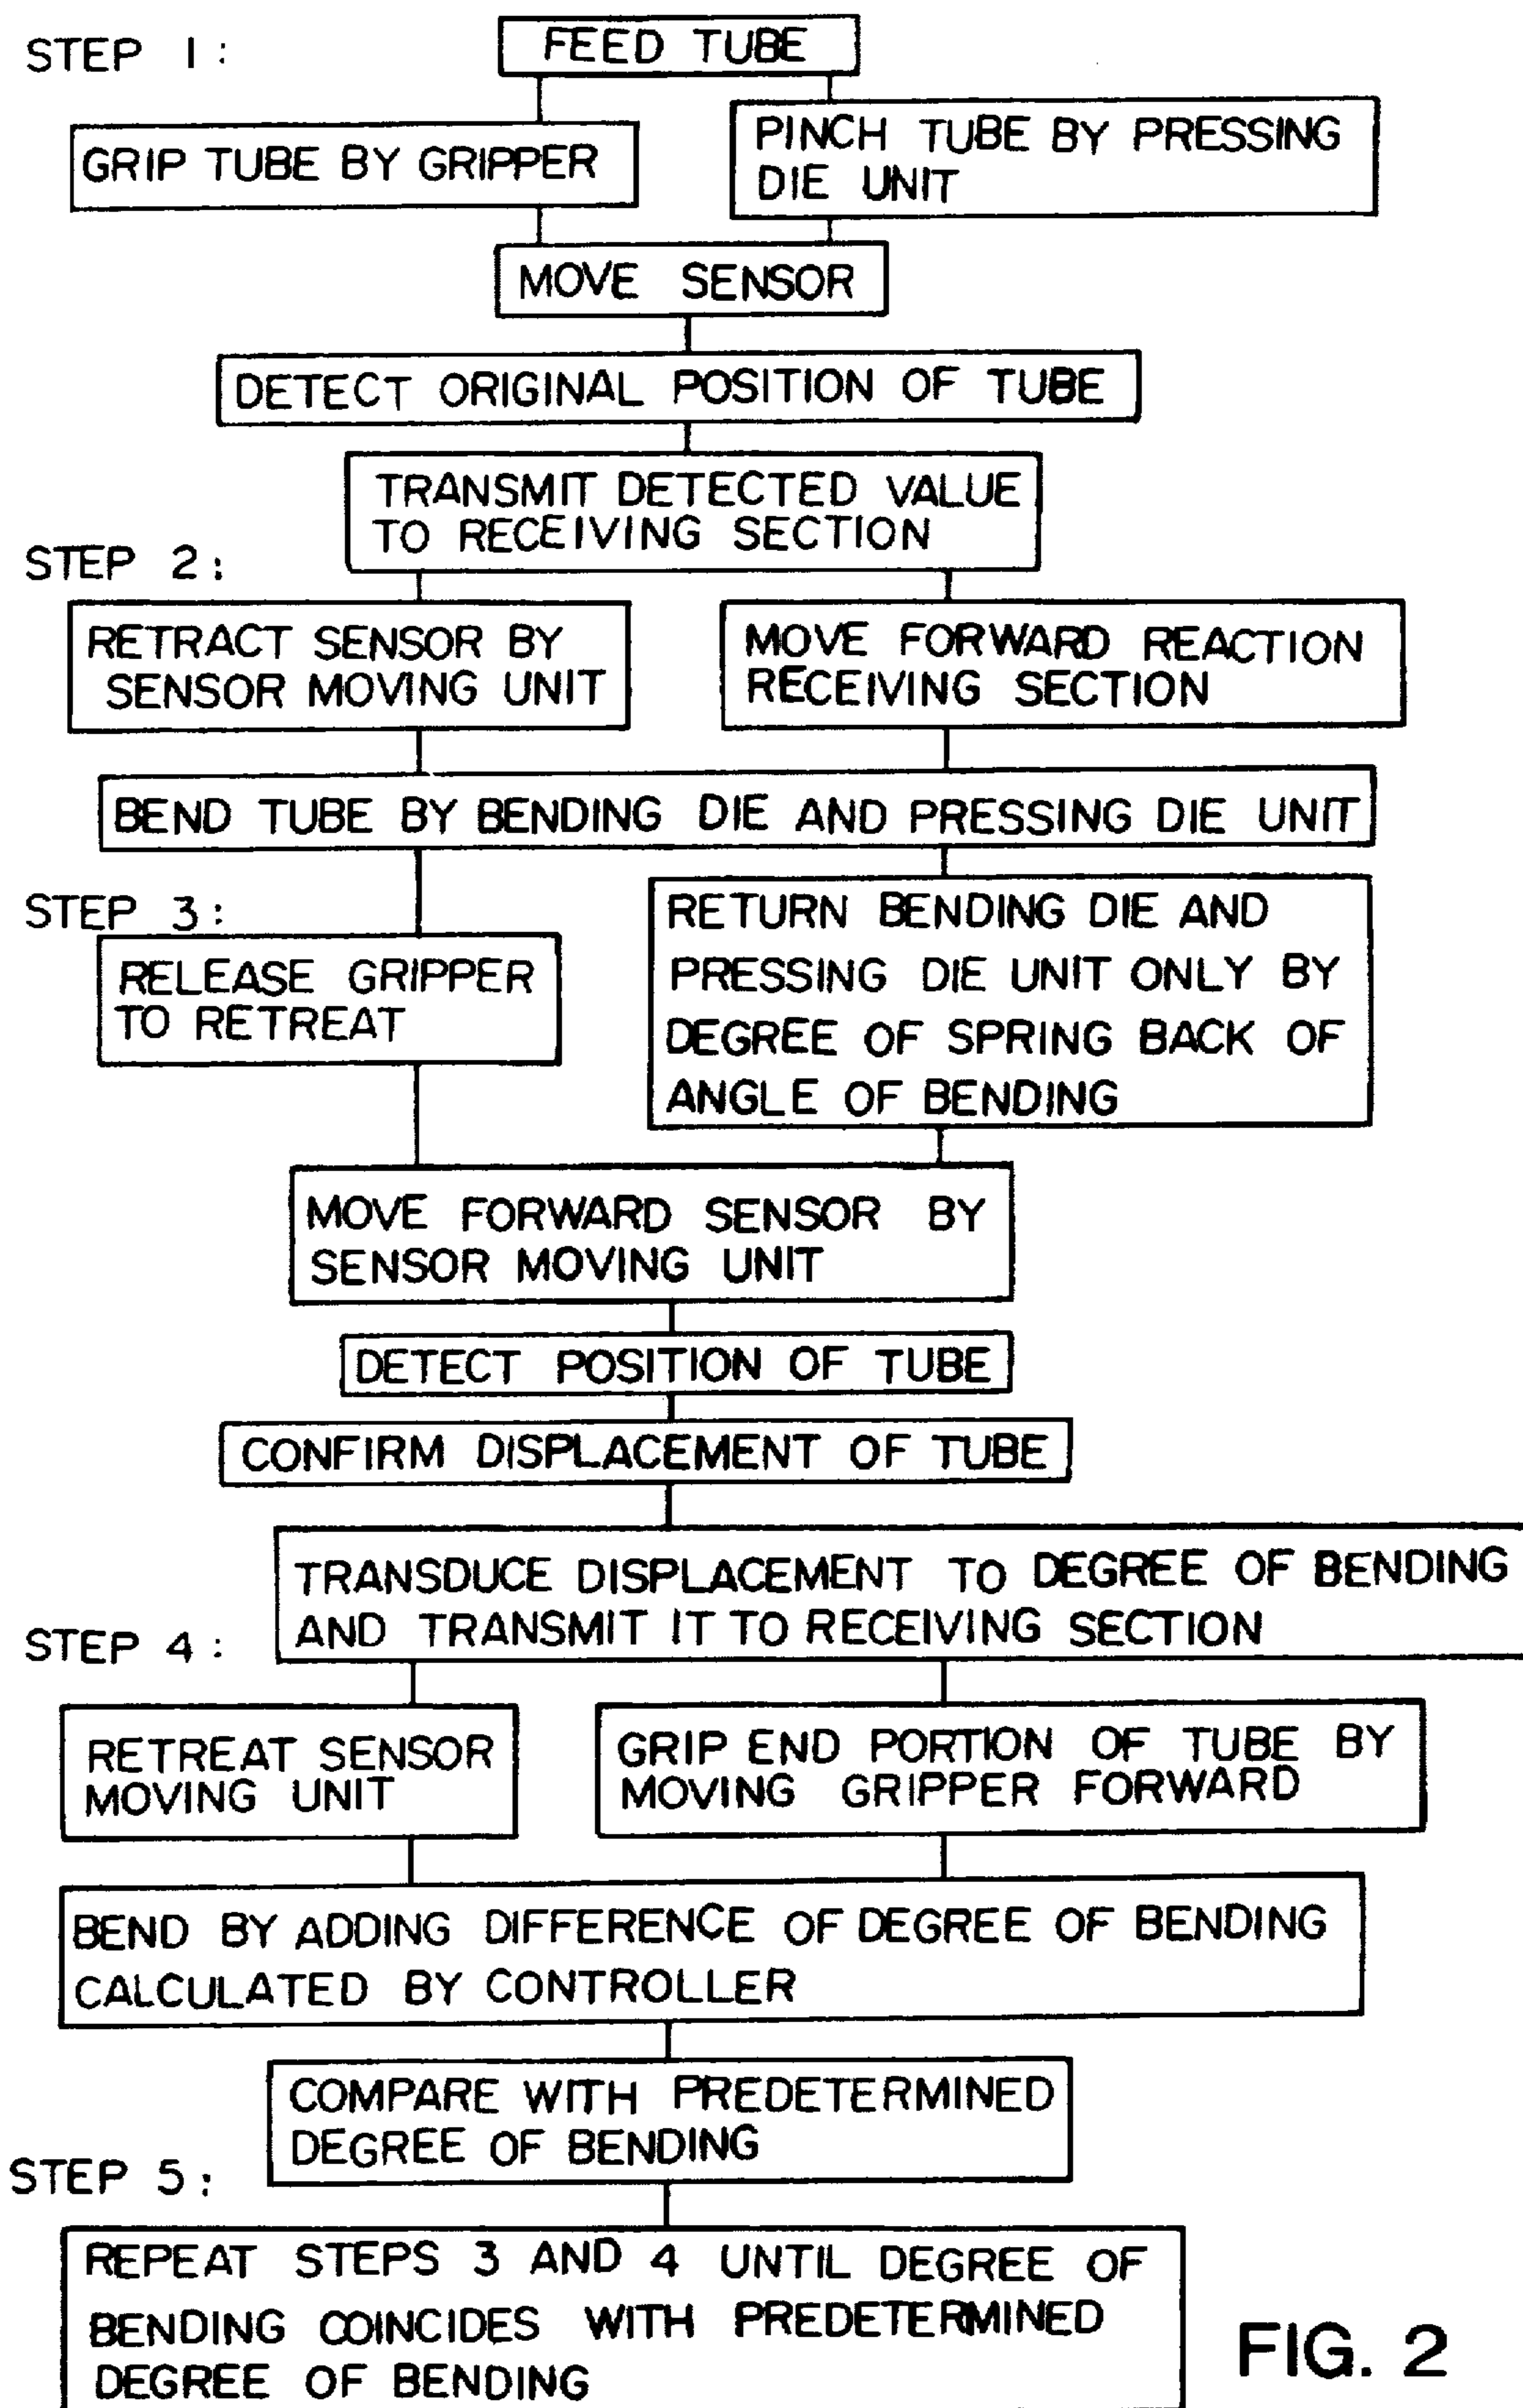 STEP 1:
FEED TUBE
GRIP TUBE BY GRIPPER
PINCH TUBE BY PRESSING
DIE UNIT
MOVE SENSOR
DETECT ORIGINAL POSITION OF TUBE
TRANSMIT DETECTED VALUE
TO RECEIVING SECTION
STEP 2:
RETRACT SENSOR BY
SENSOR MOVING UNIT
MOVE FORWARD REACTION
RECEIVING SECTION
BEND TUBE BY BENDING DIE AND PRESSING DIE UNIT
STEP 3:
RELEASE GRIPPER
TO RETREAT
RETURN BENDING DIE AND
PRESSING DIE UNIT ONLY BY
DEGREE OF SPRING BACK OF
ANGLE OF BENDING
MOVE FORWARD SENSOR BY
SENSOR MOVING UNIT
DETECT POSITION OF TUBE
CONFIRM DISPLACEMENT OF TUBE
TRANSDUCE DISPLACEMENT TO DEGREE OF BENDING
AND TRANSMIT IT TO RECEIVING SECTION
STEP 4:
RETREAT SENSOR
MOVING UNIT
GRIP END PORTION OF TUBE BY
MOVING GRIPPER FORWARD
BEND BY ADDING DIFFERENCE OF DEGREE OF BENDING
CALCULATED BY CONTROLLER
COMPARE WITH PREDETERMINED
DEGREE OF BENDING
STEP 5:
REPEAT STEPS 3 AND 4 UNTIL DEGREE OF
BENDING COINCIDES WITH PREDETERMINED
DEGREE OF BENDING
FIG. 2